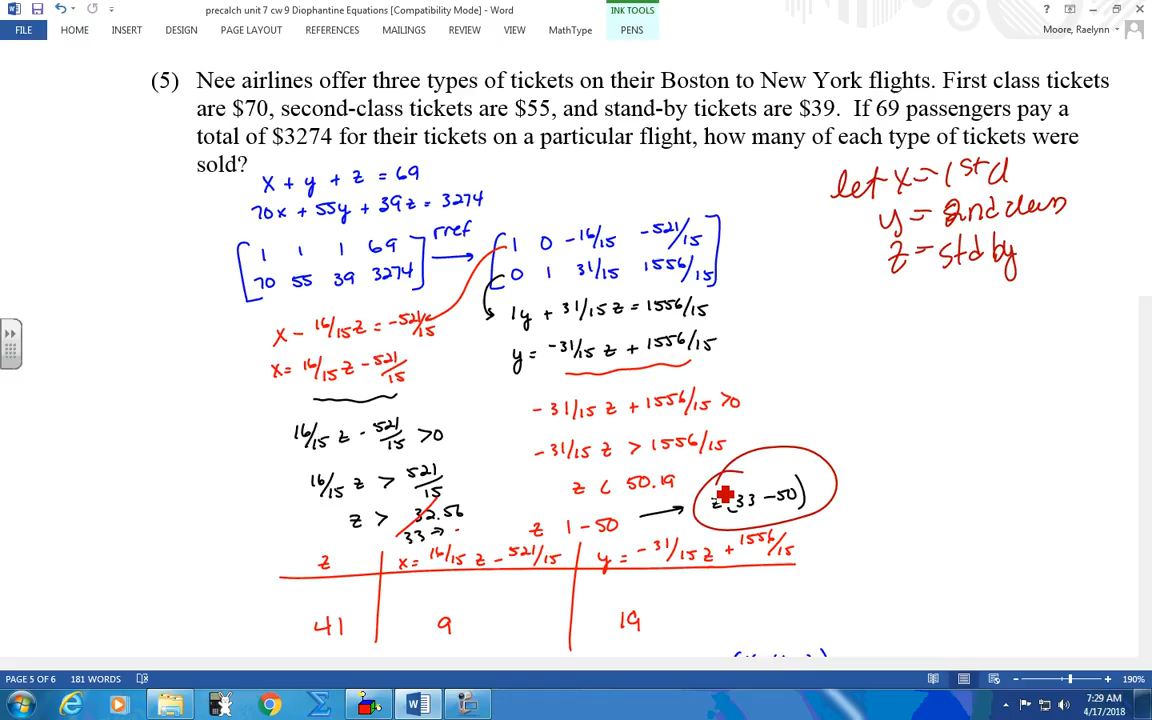 precalch unit 7 cw 9 Diophantine Equations [Compatibility Mode] - Word
INK TOOLS
FILE HOME INSERT DESIGN PAGE LAYOUT REFERENCES MAILINGS REVIEW VIEW MathType PENS
Moore, Raelynn
(5) Nee airlines offer three types of tickets on their Boston to New York flights. First class tickets
are $70, second-class tickets are $55, and stand-by tickets are $39. If 69 passengers pay a
total of $3274 for their tickets on a particular flight, how many of each type of tickets were
sold?
x + y + z = 69
70x + 55y + 39z = 3274
let x = 1st cl
y = 2nd class
z = std by
1 1 1 69
70 55 39 3274
rref
1 0 -16/15 -521/15
0 1 31/15 1556/15
x - 16/15 z = -521/15
x = 16/15 z - 521/15
1y + 31/15 z = 1556/15
y = -31/15 z + 1556/15
16/15 z - 521/15 > 0
16/15 z > 521/15
z > 32.56
33 →
-31/15 z + 1556/15 > 0
-31/15 z > 1556/15
z < 50.19
z 1 - 50
z (33 - 50)
z x = 16/15 z - 521/15 y = -31/15 z + 1556/15
41 9 19
PAGE 5 OF 6 181 WORDS
190%
7:29 AM
4/17/2018